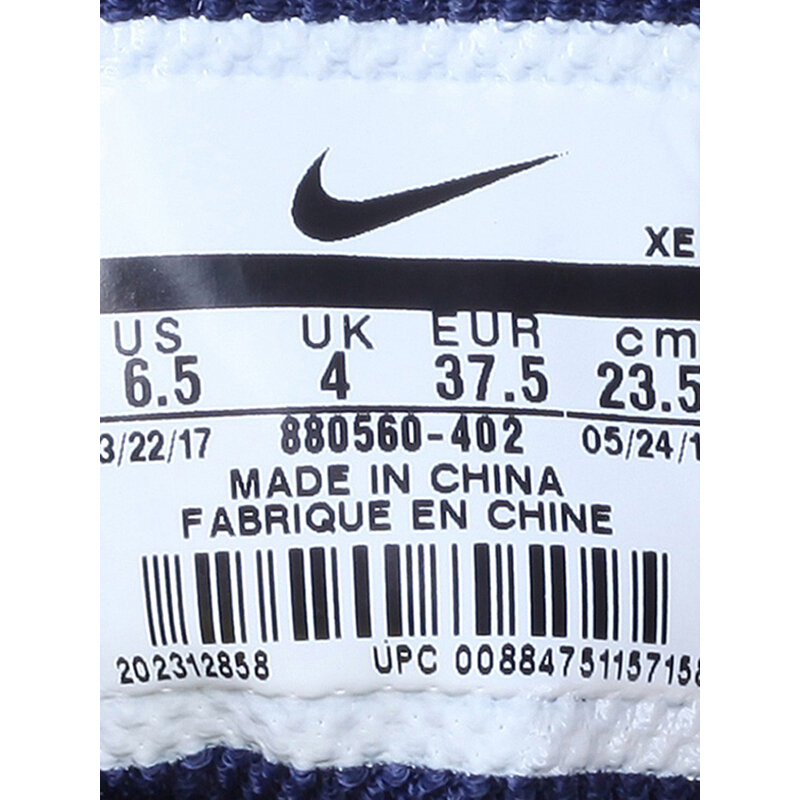 XE
US UK EUR cm
6.5 4 37.5 23.5
3/22/17 880560-402 05/24/1
MADE IN CHINA
FABRIQUE EN CHINE
202312858 UPC 00884751157158